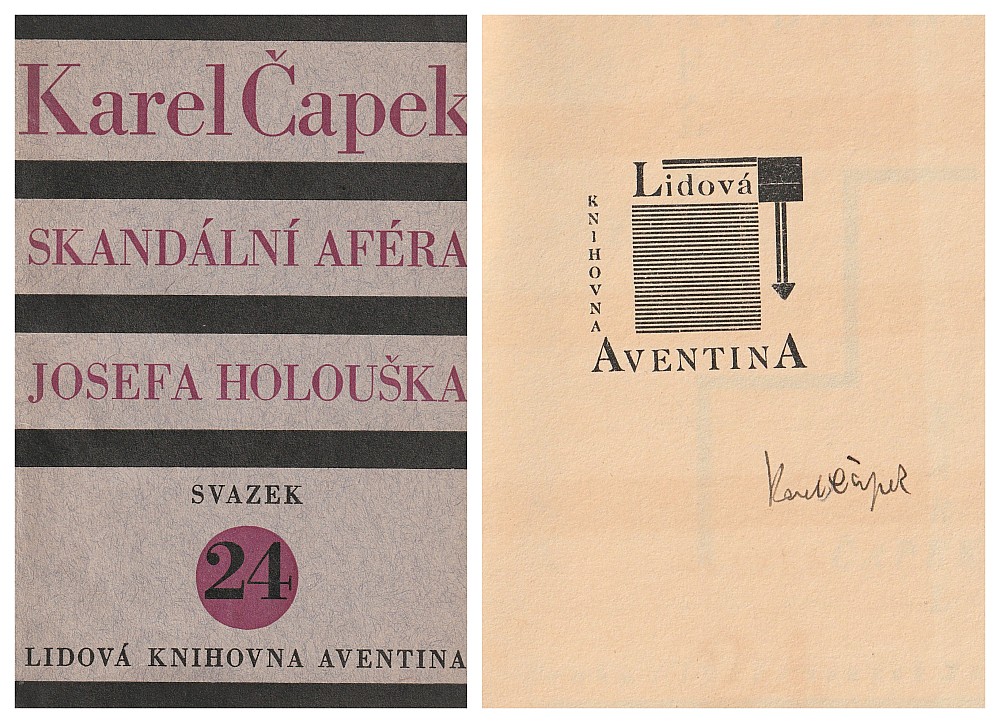 Karel Čapek
SKANDÁLNÍ AFÉRA
JOSEFA HOLOUŠKA
SVAZEK
24
LIDOVÁ KNIHOVNA AVENTINA
Lidová
KNIHOVNA
AVENTINA
Karel Čapek